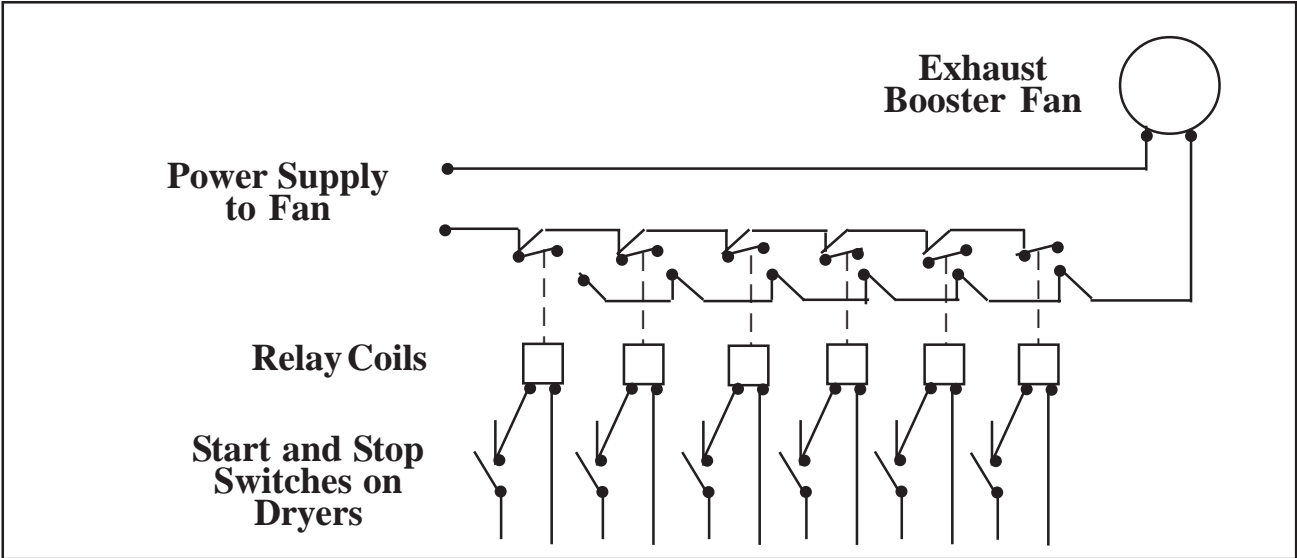 Exhaust
Booster Fan
Power Supply
to Fan
Relay Coils
Start and Stop
Switches on
Dryers